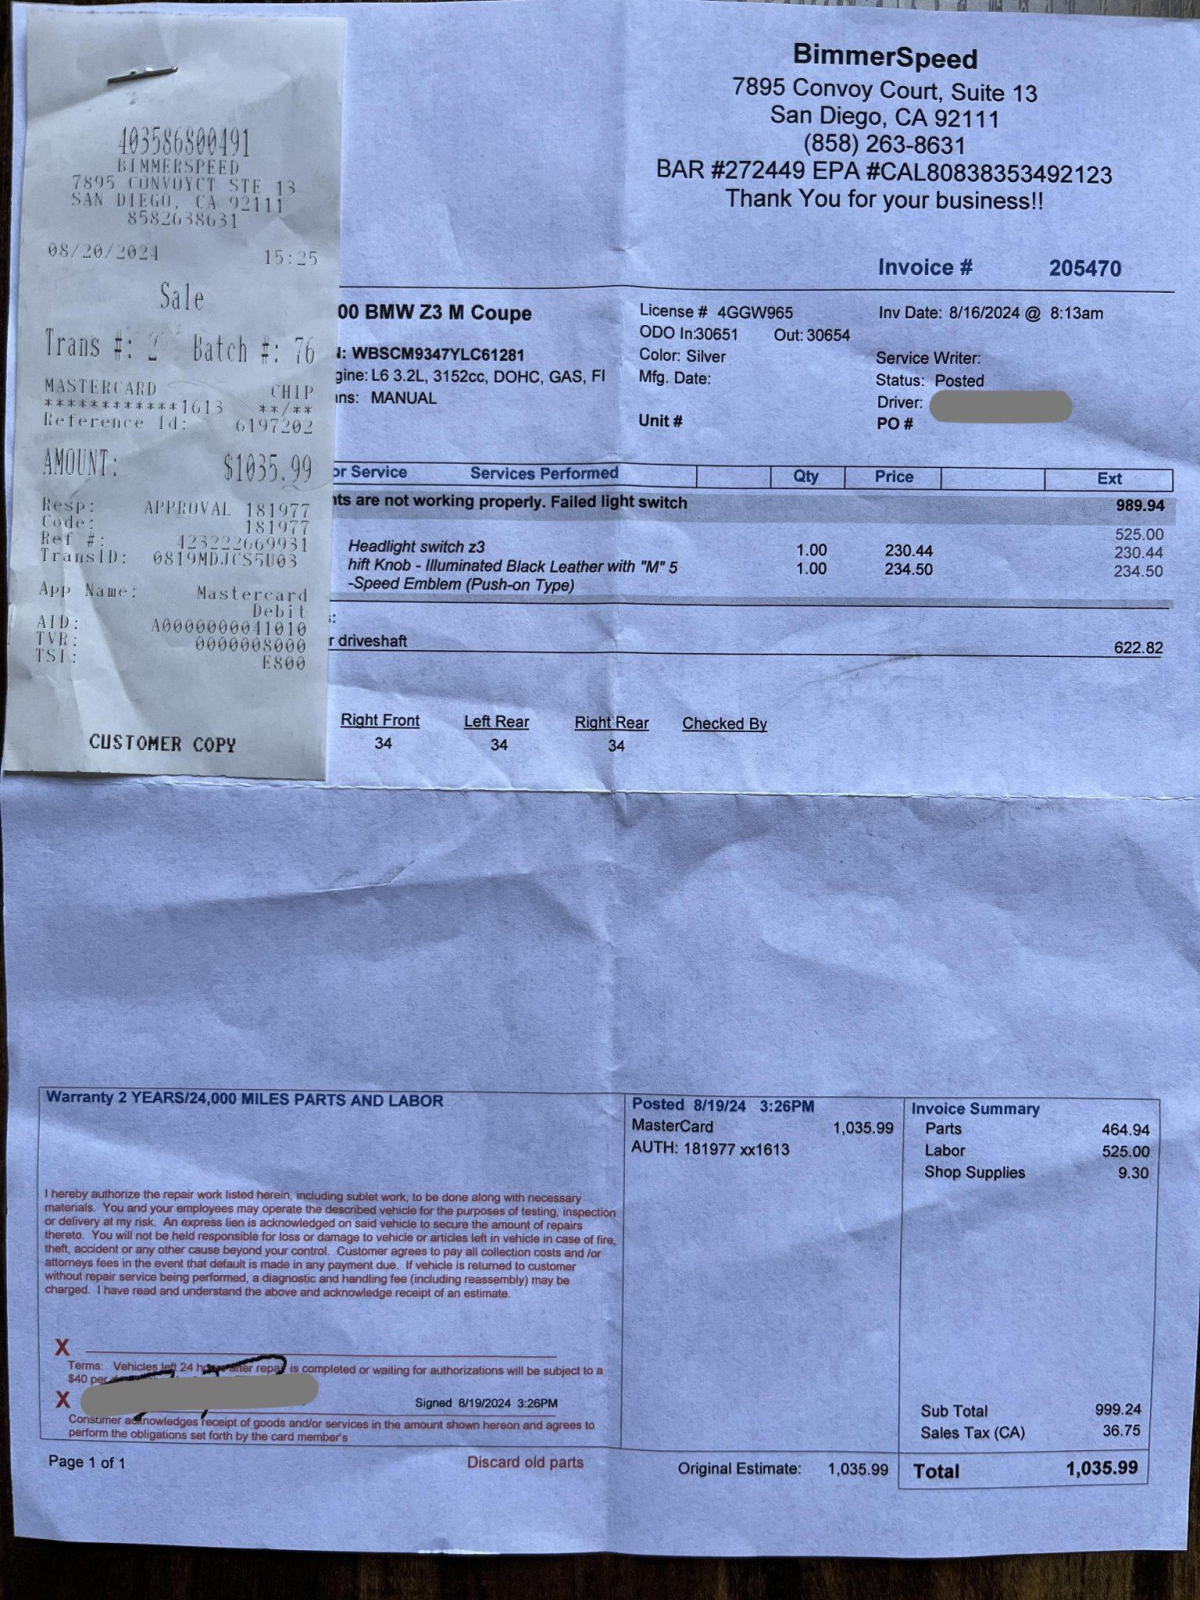 403586800491
BIMMERSPEED
7895 CONVOYCT STE 13
SAN DIEGO, CA 92111
8582638631
08/20/2024 15:25
Sale
Trans #: 2 Batch #: 76
MASTERCARD CHIP
************1613 **/**
Reference Id: 6197202
AMOUNT: $1035.99
Resp: APPROVAL 181977
Code: 181977
Ref #: 423222669931
TransID: 0819MDJCS5U03
App Name: Mastercard
Debit
AID: A0000000041010
TVR: 0000008000
TSI: E800
CUSTOMER COPY
BimmerSpeed
7895 Convoy Court, Suite 13
San Diego, CA 92111
(858) 263-8631
BAR #272449 EPA #CAL80838353492123
Thank You for your business!!
Invoice # 205470
00 BMW Z3 M Coupe
: WBSCM9347YLC61281
gine: L6 3.2L, 3152cc, DOHC, GAS, FI
ns: MANUAL
License # 4GGW965
ODO In:30651 Out: 30654
Color: Silver
Mfg. Date:
Unit #
Inv Date: 8/16/2024 @ 8:13am
Service Writer:
Status: Posted
Driver:
PO #
or Service Services Performed Qty Price Ext
ts are not working properly. Failed light switch 989.94
525.00
Headlight switch z3 1.00 230.44 230.44
hift Knob - Illuminated Black Leather with "M" 5 1.00 234.50 234.50
-Speed Emblem (Push-on Type)
:
r driveshaft 622.82
Right Front Left Rear Right Rear Checked By
34 34 34
Warranty 2 YEARS/24,000 MILES PARTS AND LABOR
I hereby authorize the repair work listed herein, including sublet work, to be done along with necessary
materials. You and your employees may operate the described vehicle for the purposes of testing, inspection
or delivery at my risk. An express lien is acknowledged on said vehicle to secure the amount of repairs
thereto. You will not be held responsible for loss or damage to vehicle or articles left in vehicle in case of fire,
theft, accident or any other cause beyond your control. Customer agrees to pay all collection costs and /or
attorneys fees in the event that default is made in any payment due. If vehicle is returned to customer
without repair service being performed, a diagnostic and handling fee (including reassembly) may be
charged. I have read and understand the above and acknowledge receipt of an estimate.
X
Terms: Vehicles left 24 hours after repair is completed or waiting for authorizations will be subject to a
$40 per
X Signed 8/19/2024 3:26PM
Consumer acknowledges receipt of goods and/or services in the amount shown hereon and agrees to
perform the obligations set forth by the card member's
Page 1 of 1 Discard old parts
Posted 8/19/24 3:26PM
MasterCard 1,035.99
AUTH: 181977 xx1613
Original Estimate: 1,035.99
Invoice Summary
Parts 464.94
Labor 525.00
Shop Supplies 9.30
Sub Total 999.24
Sales Tax (CA) 36.75
Total 1,035.99